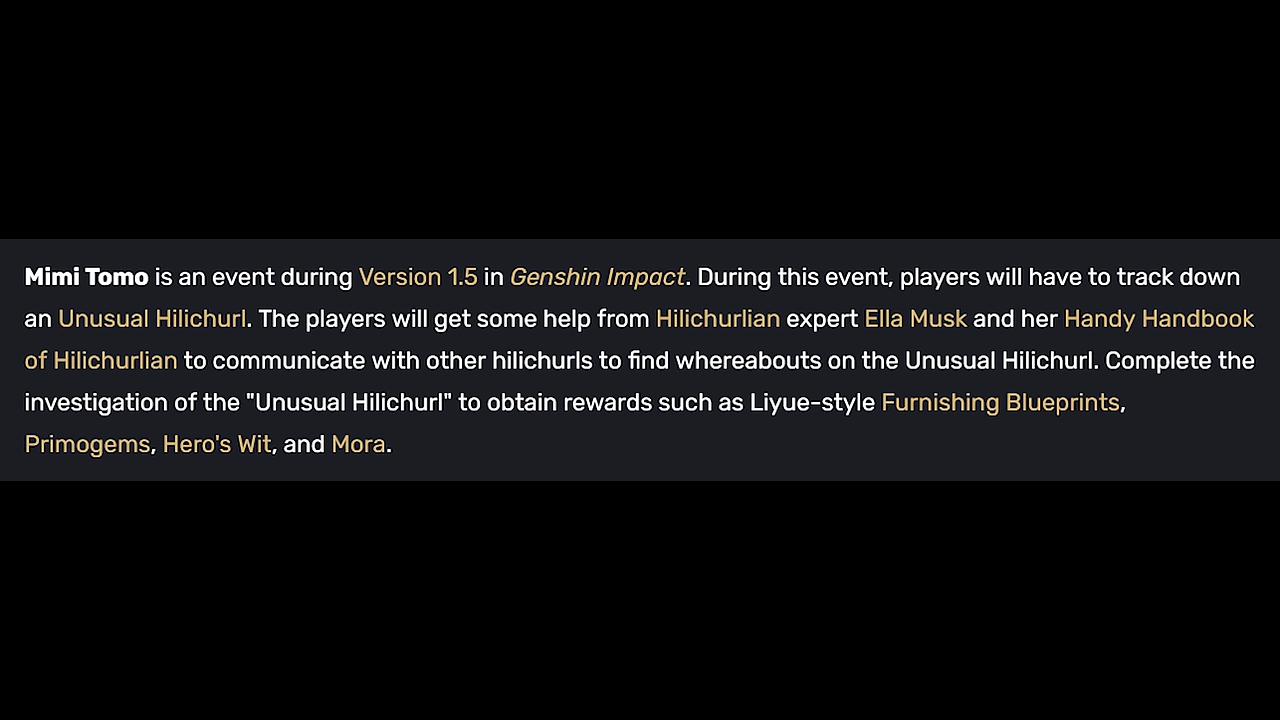 Mimi Tomo is an event during Version 1.5 in Genshin Impact. During this event, players will have to track down
an Unusual Hilichurl. The players will get some help from Hilichurlian expert Ella Musk and her Handy Handbook
of Hilichurlian to communicate with other hilichurls to find whereabouts on the Unusual Hilichurl. Complete the
investigation of the "Unusual Hilichurl" to obtain rewards such as Liyue-style Furnishing Blueprints,
Primogems, Hero's Wit, and Mora.